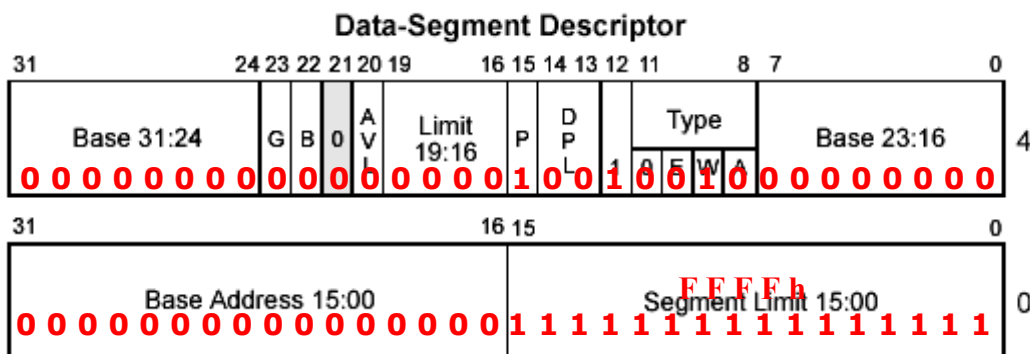 Data-Segment Descriptor
31 24 23 22 21 20 19 16 15 14 13 12 11 8 7 0
Base 31:24 G B 0 AVL Limit 19:16 P DPL 1 Type 0 E W A Base 23:16 4
0 0 0 0 0 0 0 0 0 0 0 0 0 0 0 0 1 0 0 1 0 0 1 0 0 0 0 0 0 0 0 0
31 16 15 0
F F F F h
Base Address 15:00 Segment Limit 15:00 0
0 0 0 0 0 0 0 0 0 0 0 0 0 0 0 0 1 1 1 1 1 1 1 1 1 1 1 1 1 1 1 1